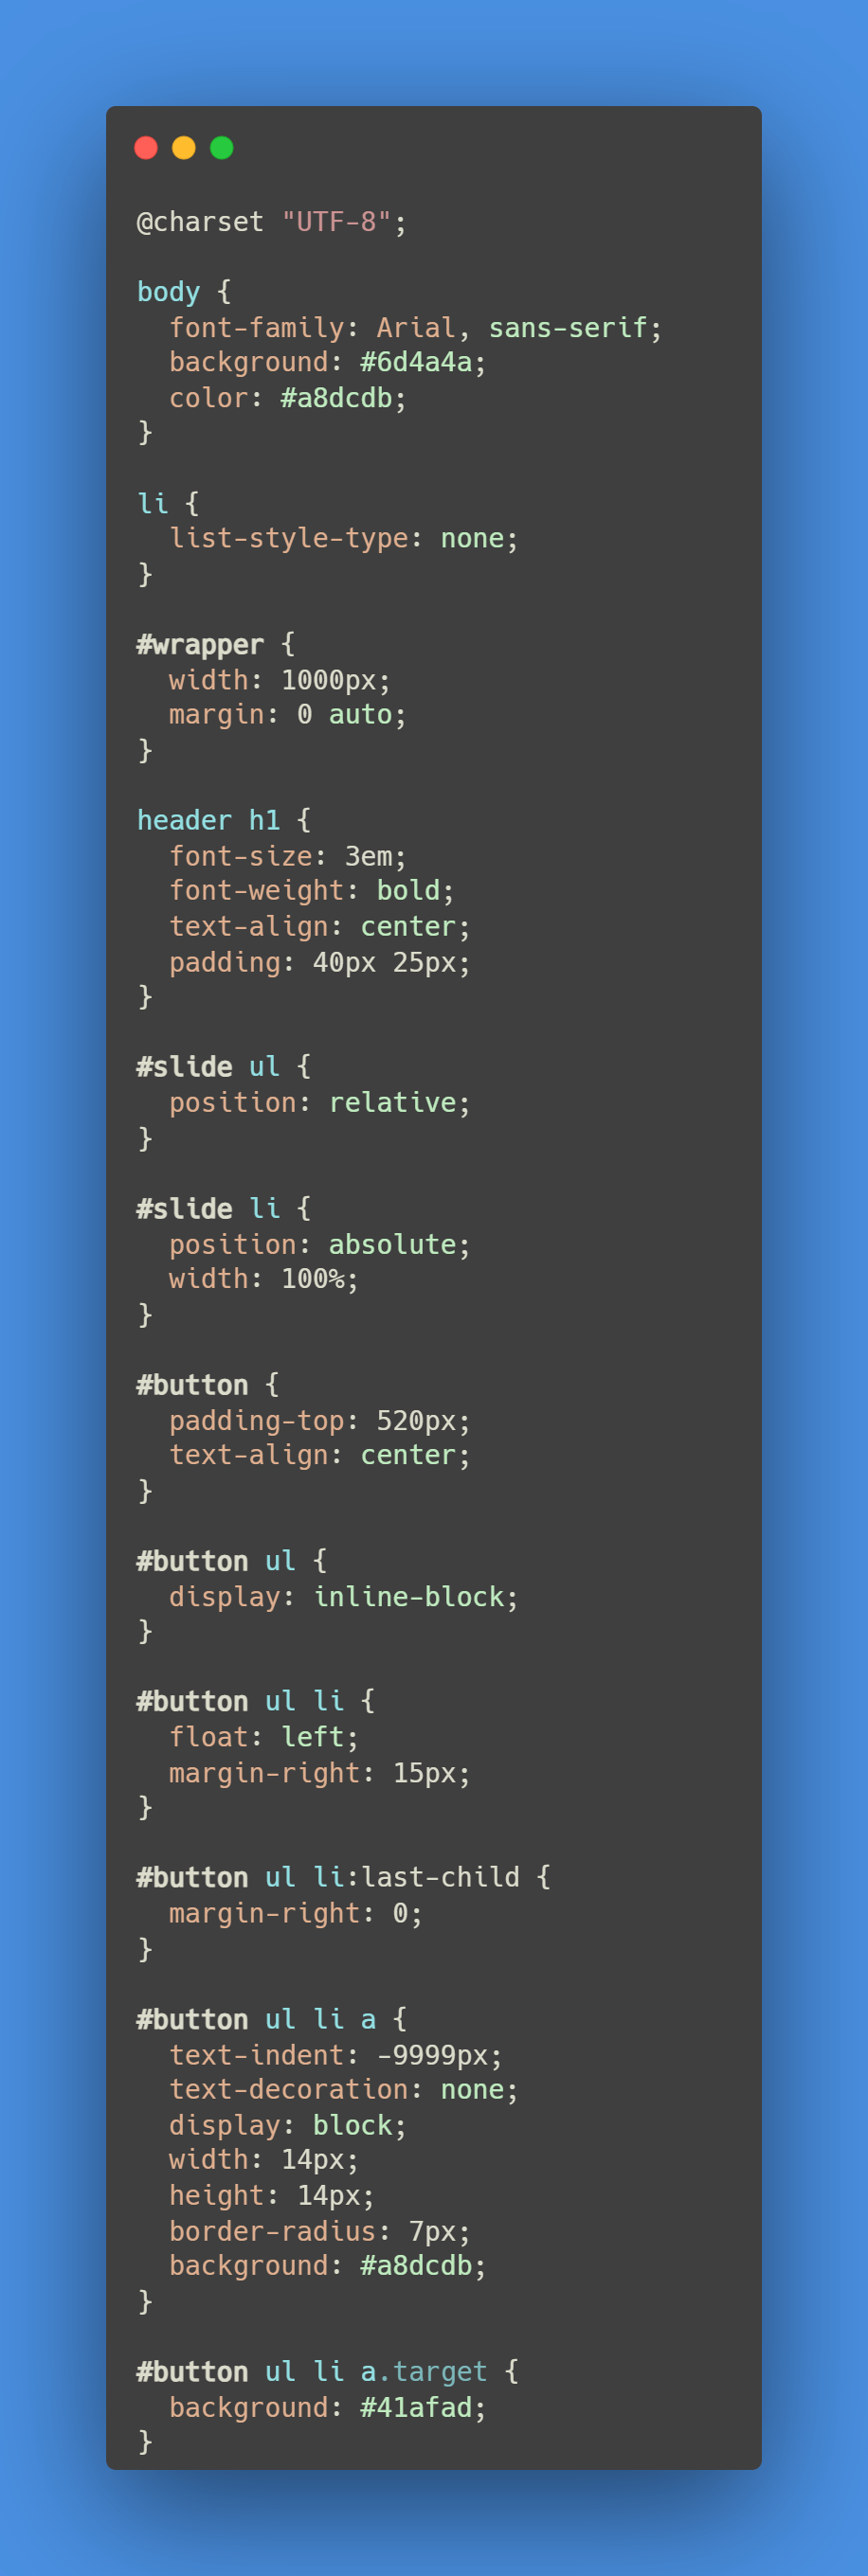 @charset "UTF-8";

body {
  font-family: Arial, sans-serif;
  background: #6d4a4a;
  color: #a8dcdb;
}

li {
  list-style-type: none;
}

#wrapper {
  width: 1000px;
  margin: 0 auto;
}

header h1 {
  font-size: 3em;
  font-weight: bold;
  text-align: center;
  padding: 40px 25px;
}

#slide ul {
  position: relative;
}

#slide li {
  position: absolute;
  width: 100%;
}

#button {
  padding-top: 520px;
  text-align: center;
}

#button ul {
  display: inline-block;
}

#button ul li {
  float: left;
  margin-right: 15px;
}

#button ul li:last-child {
  margin-right: 0;
}

#button ul li a {
  text-indent: -9999px;
  text-decoration: none;
  display: block;
  width: 14px;
  height: 14px;
  border-radius: 7px;
  background: #a8dcdb;
}

#button ul li a.target {
  background: #41afad;
}